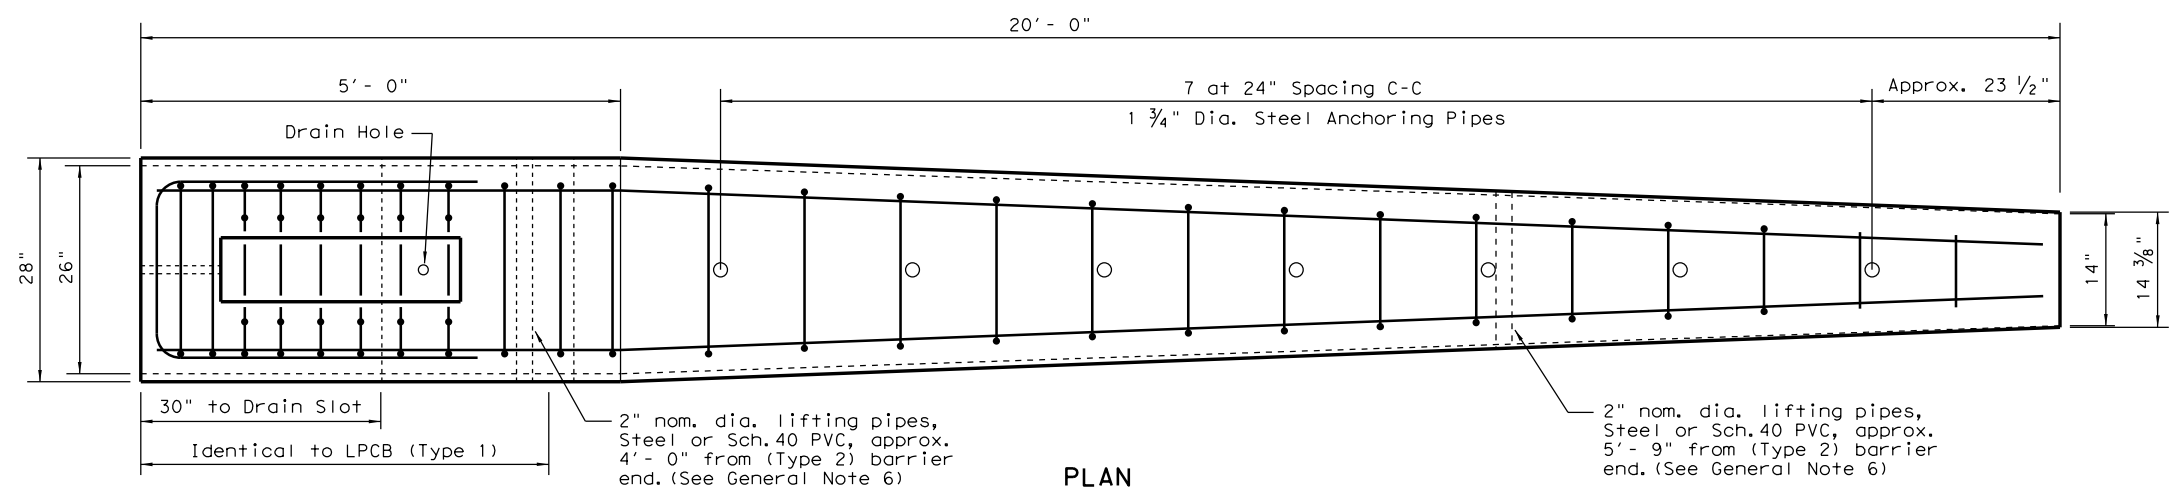 20'- 0"
5'- 0"
7 at 24" Spacing C-C
Approx. 23 ½"
1 ¾" Dia. Steel Anchoring Pipes
Drain Hole
28"
26"
14"
14 ⅜"
30" to Drain Slot
Identical to LPCB (Type 1)
2" nom. dia. lifting pipes,
Steel or Sch.40 PVC, approx.
4'- 0" from (Type 2) barrier
end.(See General Note 6)
2" nom. dia. lifting pipes,
Steel or Sch.40 PVC, approx.
5'- 9" from (Type 2) barrier
end.(See General Note 6)
PLAN